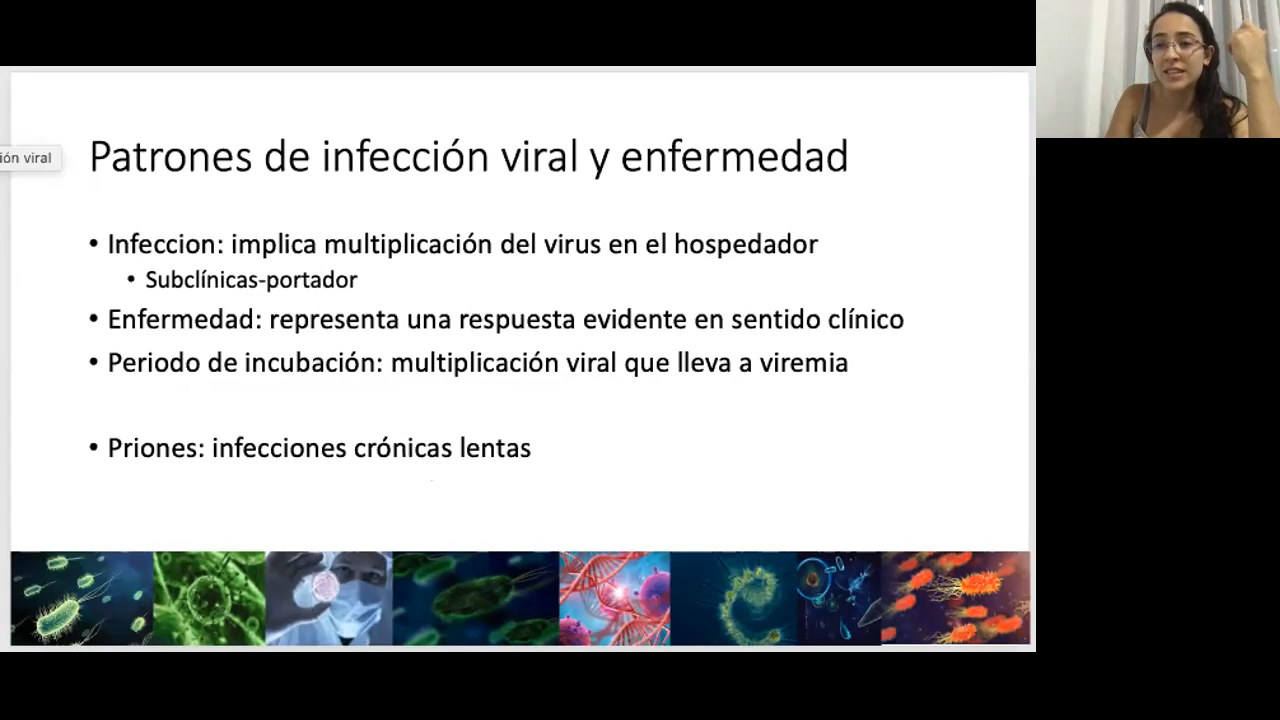 Patrones de infección viral y enfermedad
ión viral
• Infeccion: implica multiplicación del virus en el hospedador
• Subclínicas-portador
• Enfermedad: representa una respuesta evidente en sentido clínico
• Periodo de incubación: multiplicación viral que lleva a viremia
• Priones: infecciones crónicas lentas